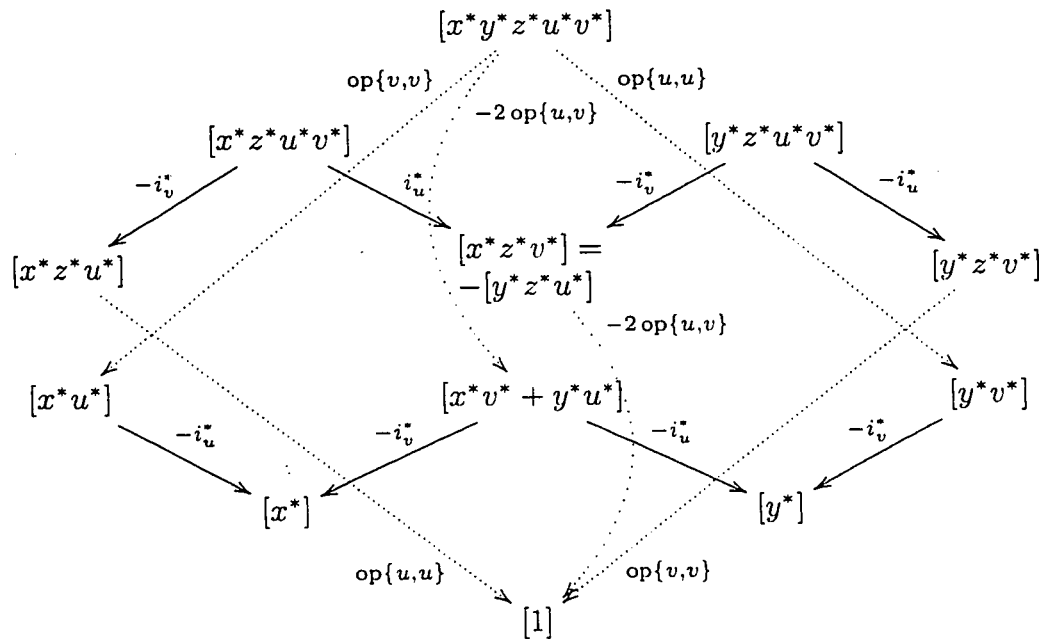 [x*y*z*u*v*]
op{v,v} op{u,u}
-2 op{u,v}
[x*z*u*v*] [y*z*u*v*]
-i*_v i*_u -i*_v -i*_u
[x*z*v*] =
[x*z*u*] [y*z*v*]
-[y*z*u*]
-2 op{u,v}
[x*u*] [x*v* + y*u*] [y*v*]
-i*_u -i*_v -i*_u -i*_v
[x*] [y*]
op{u,u} op{v,v}
[1]